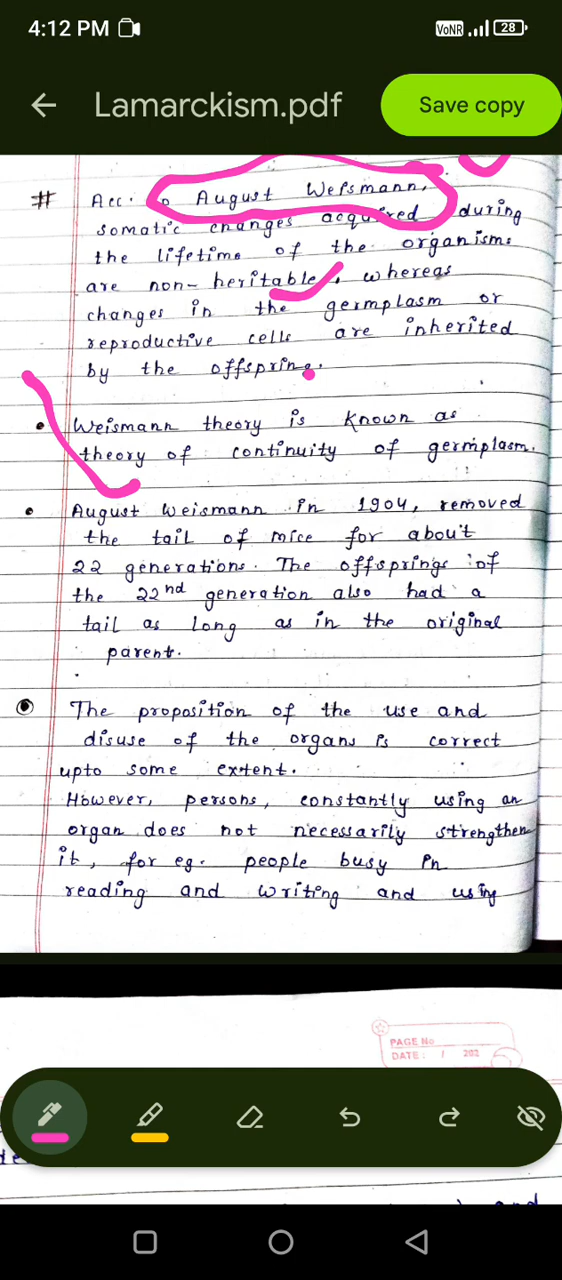 4:12 PM
VoNR 28
Lamarckism.pdf Save copy
# Acc. August Weismann,
somatic changes acquired during
the lifetime of the organisms
are non-heritable, whereas
changes in the germplasm or
reproductive cells are inherited
by the offspring.
• Weismann theory is known as
theory of continuity of germplasm.
• August Weismann in 1904, removed
the tail of mice for about
22 generations. The offsprings of
the 22nd generation also had a
tail as long as in the original
parent.
The proposition of the use and
disuse of the organs is correct
upto some extent.
However, persons, constantly using an
organ does not necessarily strengthen
it, for eg. people busy in
reading and writing and using
PAGE No
DATE: / 202
and